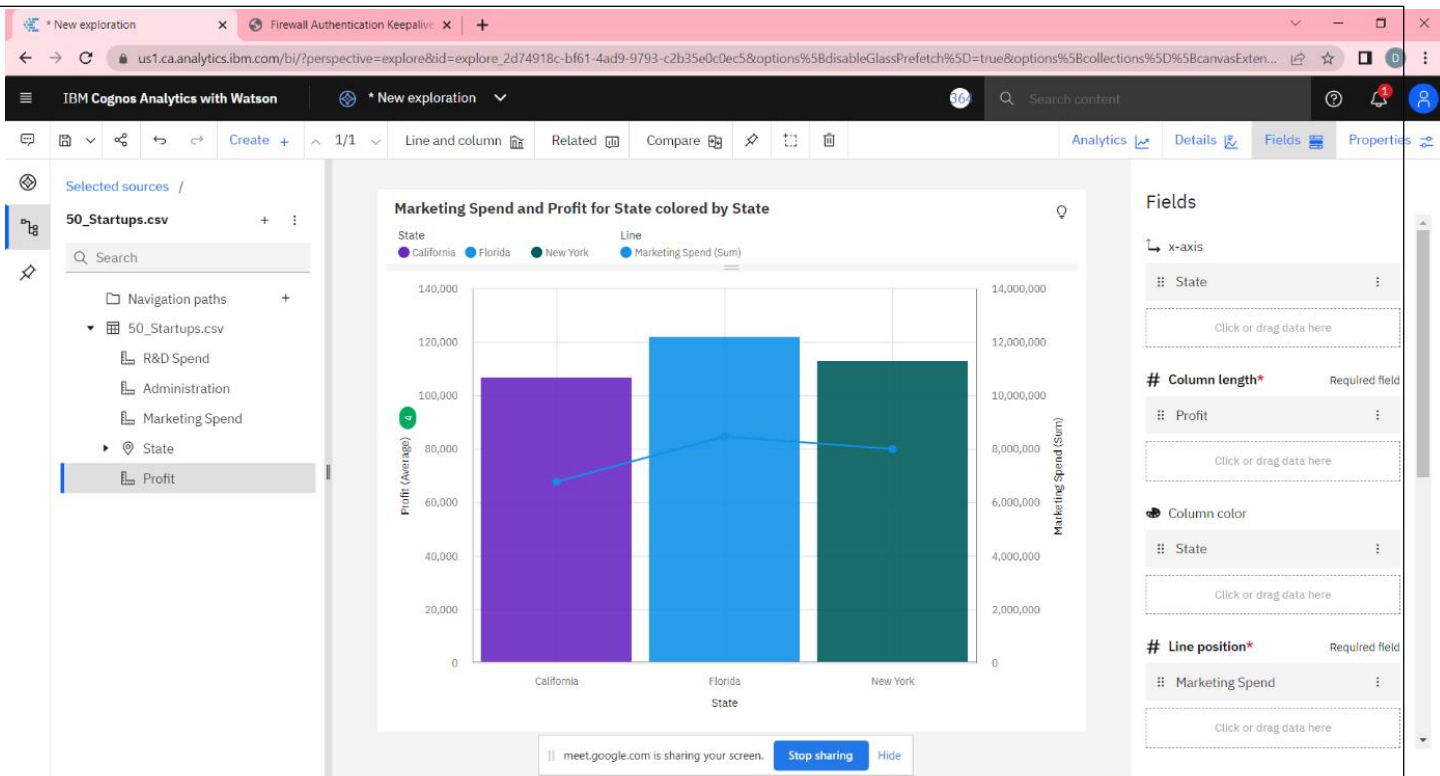 * New exploration
Firewall Authentication Keepalive
us1.ca.analytics.ibm.com/bi/?perspective=explore&id=explore_2d74918c-bf61-4ad9-9793-c2b35e0c0ec5&options%5BdisableGlassPrefetch%5D=true&options%5Bcollections%5D%5BcanvasExten...
D
IBM Cognos Analytics with Watson
* New exploration
364
Search content
1
Create +
1/1
Line and column
Related
Compare
Analytics
Details
Fields
Properties
Selected sources /
50_Startups.csv
Search
Navigation paths
50_Startups.csv
R&D Spend
Administration
Marketing Spend
State
Profit
Marketing Spend and Profit for State colored by State
State
California Florida New York
Line
Marketing Spend (Sum)
140,000
120,000
100,000
80,000
60,000
40,000
20,000
0
Profit (Average)
14,000,000
12,000,000
10,000,000
8,000,000
6,000,000
4,000,000
2,000,000
0
Marketing Spend (Sum)
California Florida New York
State
Fields
x-axis
State
Click or drag data here
# Column length* Required field
Profit
Click or drag data here
Column color
State
Click or drag data here
# Line position* Required field
Marketing Spend
Click or drag data here
meet.google.com is sharing your screen. Stop sharing Hide